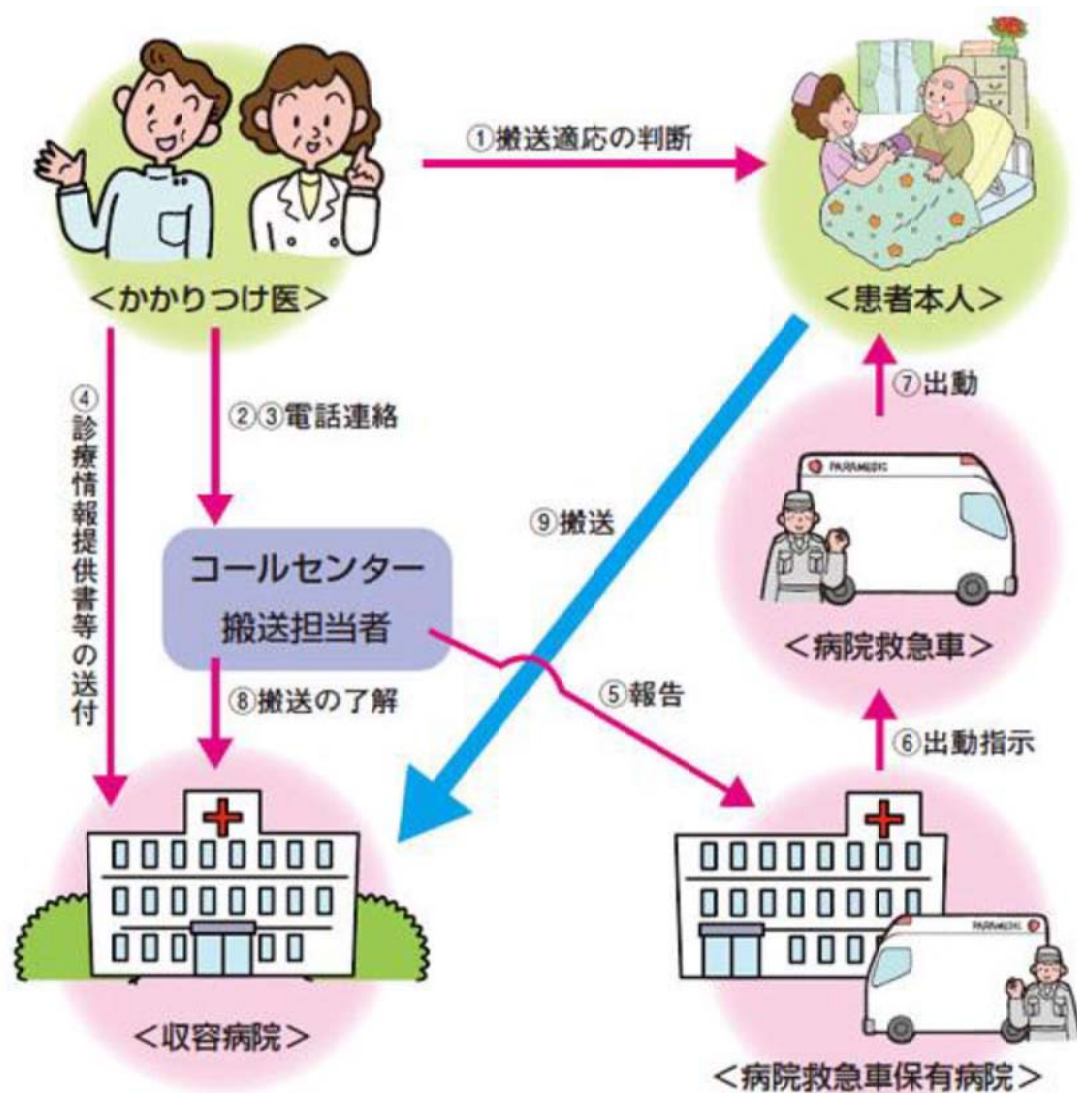 ①搬送適応の判断
＜かかりつけ医＞
＜患者本人＞
④診療情報提供書等の送付
②③電話連絡
⑦出動
PARAMEDIC
⑨搬送
コールセンター
搬送担当者
＜病院救急車＞
⑧搬送の了解
⑤報告
⑥出動指示
PARAMEDIC
＜収容病院＞
＜病院救急車保有病院＞